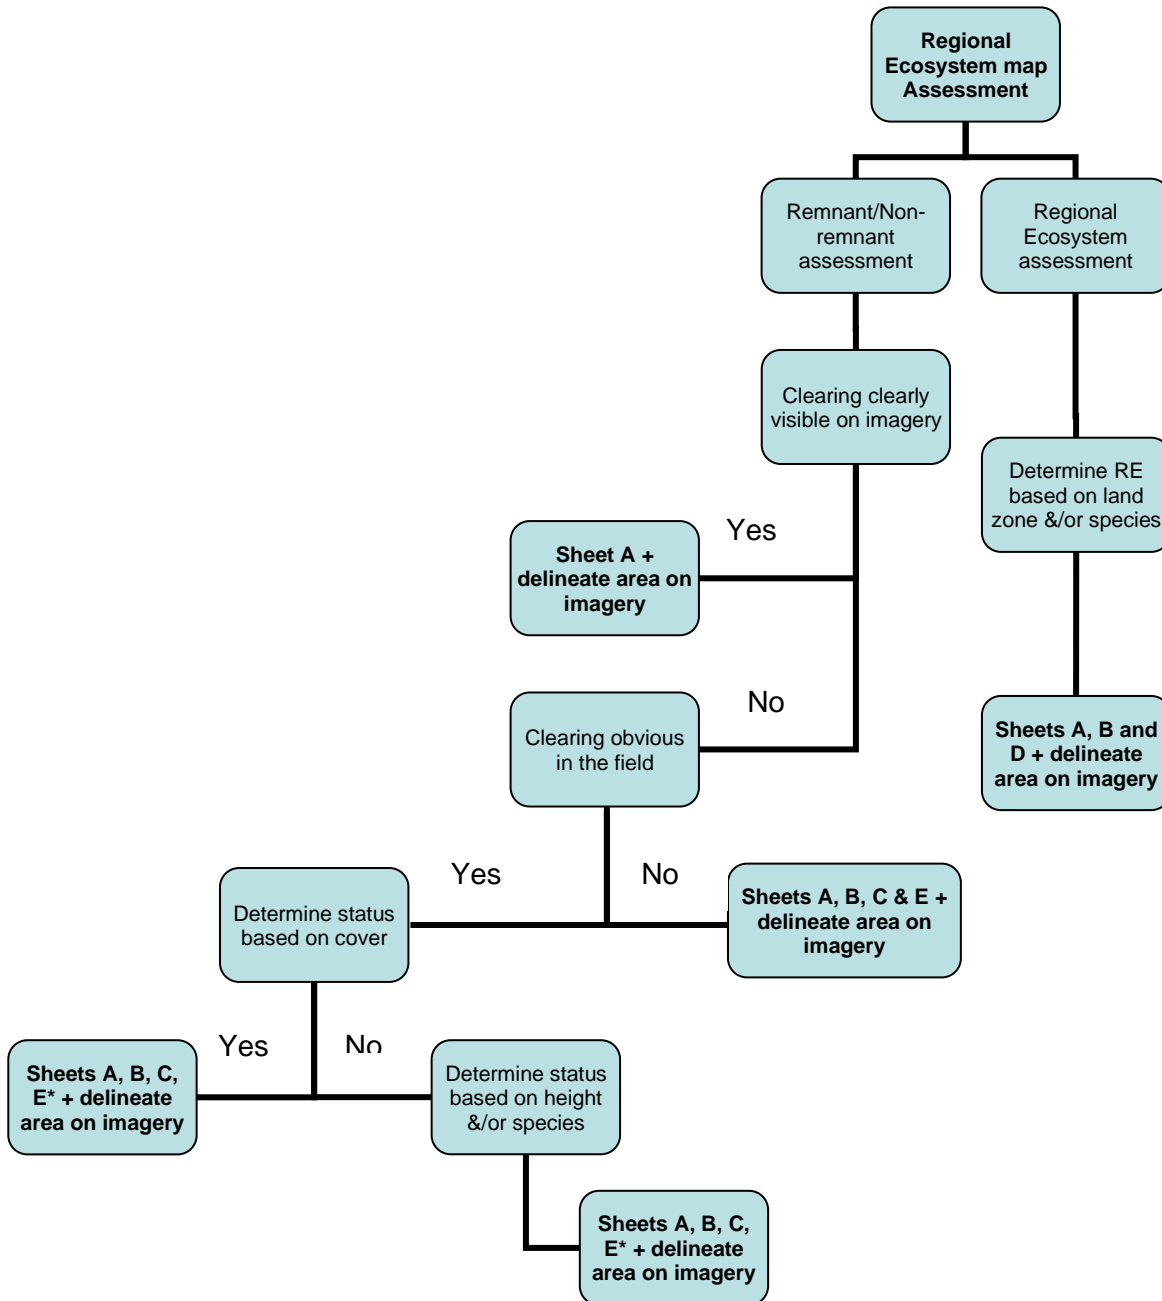 Regional
Ecosystem map
Assessment
Remnant/Non-
remnant
assessment
Regional
Ecosystem
assessment
Clearing clearly
visible on imagery
Determine RE
based on land
zone &/or species
Yes
Sheet A +
delineate area on
imagery
No
Clearing obvious
in the field
Sheets A, B and
D + delineate
area on imagery
Yes
No
Determine status
based on cover
Sheets A, B, C & E +
delineate area on
imagery
Yes
No
Sheets A, B, C,
E* + delineate
area on imagery
Determine status
based on height
&/or species
Sheets A, B, C,
E* + delineate
area on imagery